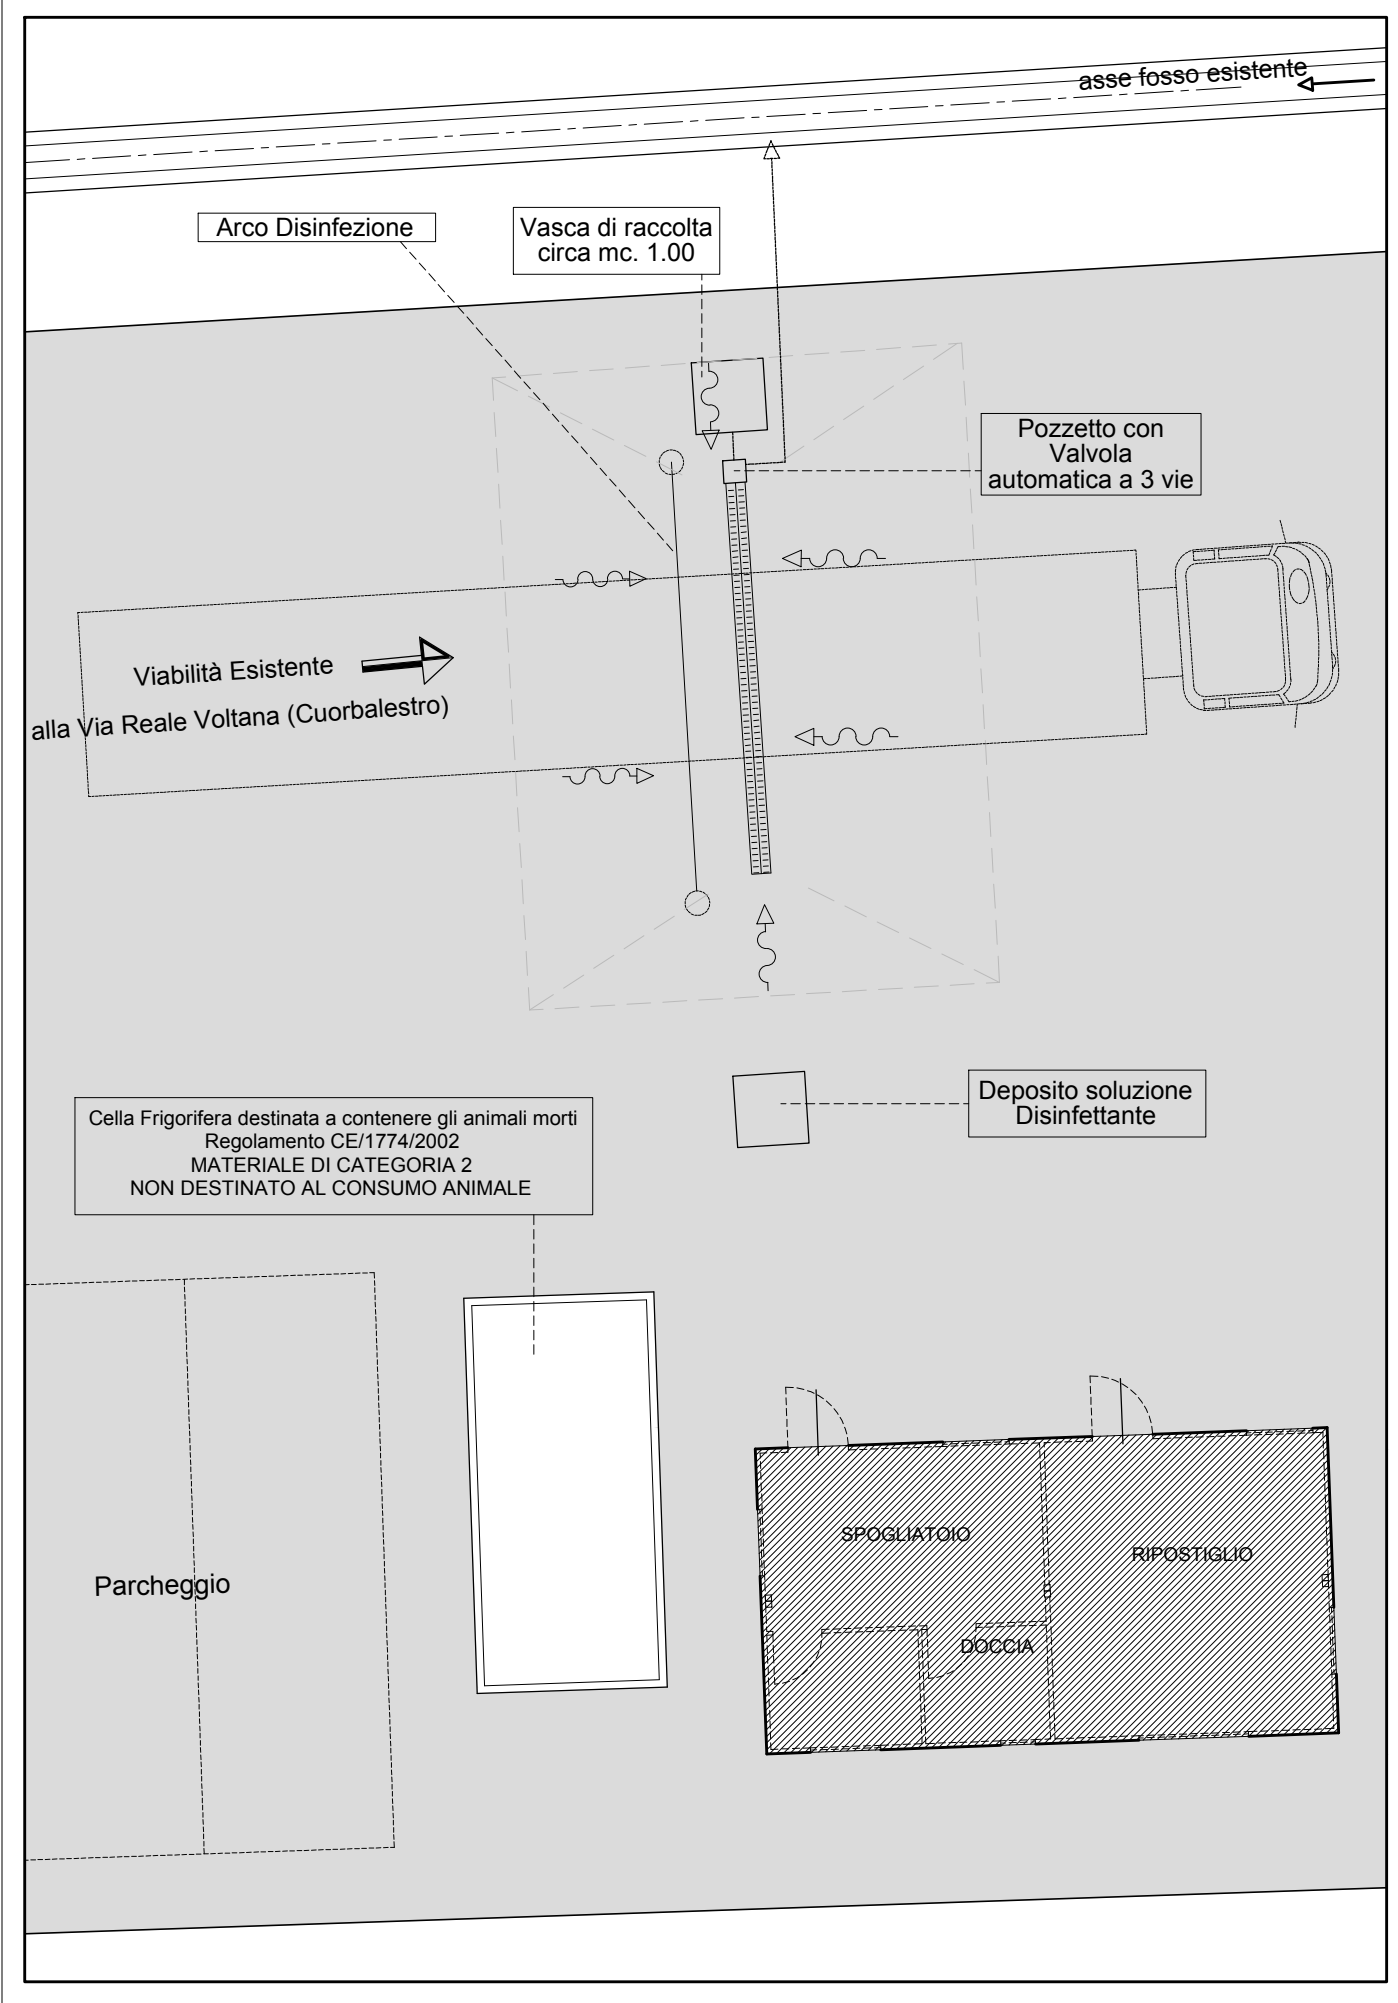 asse fosso esistente
Arco Disinfezione
Vasca di raccolta
circa mc. 1.00
Pozzetto con
Valvola
automatica a 3 vie
Viabilità Esistente
alla Via Reale Voltana (Cuorbalestro)
Deposito soluzione
Disinfettante
Cella Frigorifera destinata a contenere gli animali morti
Regolamento CE/1774/2002
MATERIALE DI CATEGORIA 2
NON DESTINATO AL CONSUMO ANIMALE
SPOGLIATOIO
RIPOSTIGLIO
Parcheggio
DOCCIA